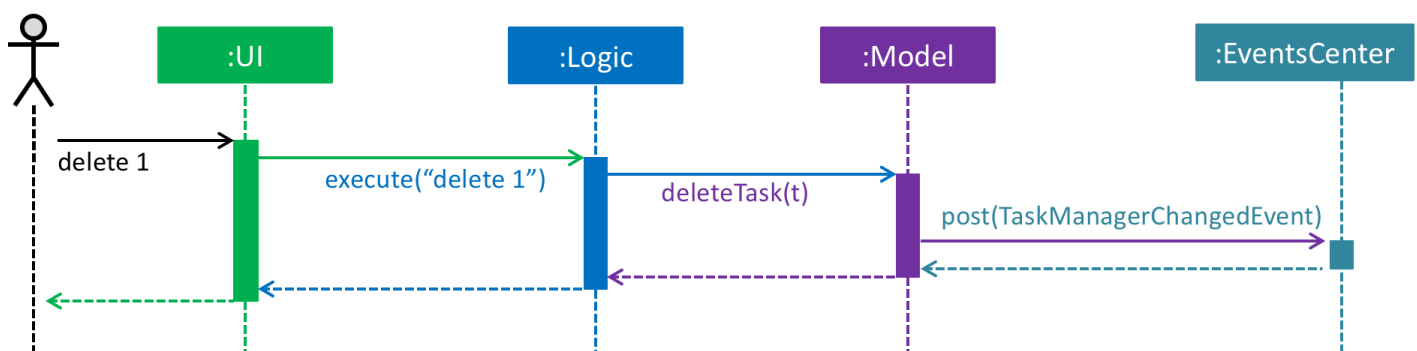 :UI
:Logic
:Model
:EventsCenter
delete 1
execute(“delete 1”)
deleteTask(t)
post(TaskManagerChangedEvent)